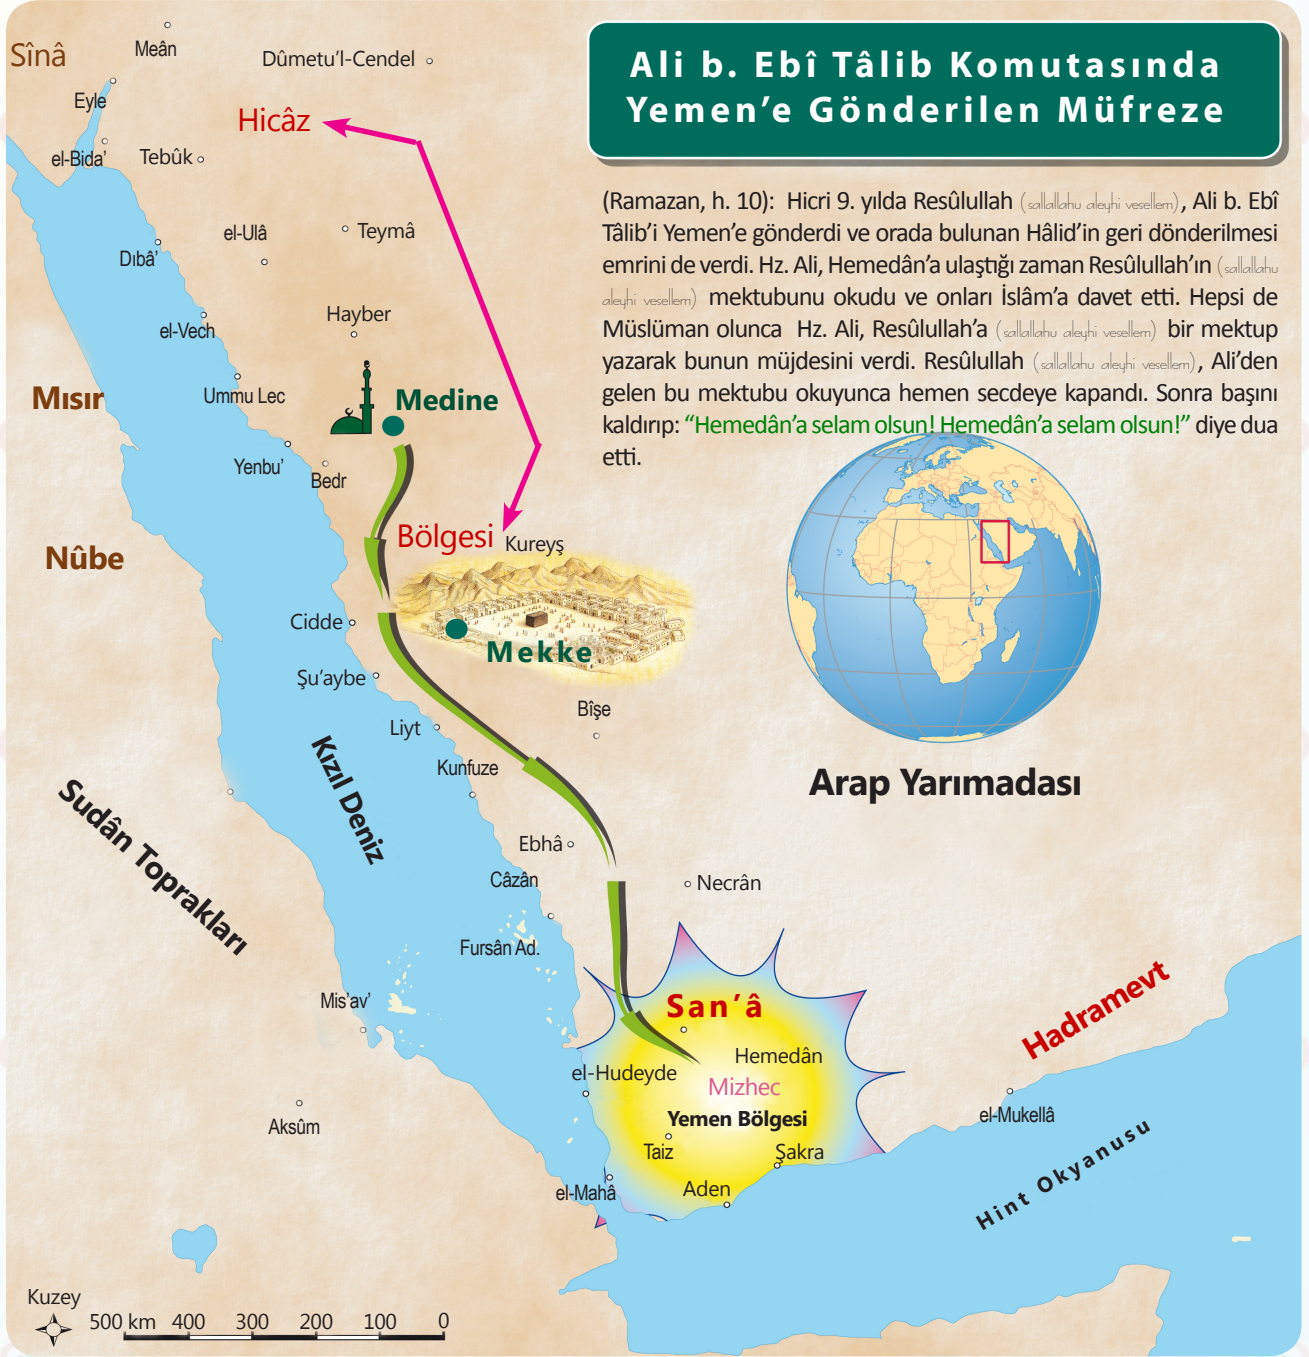 Ali b. Ebî Tâlib Komutasında
Yemen’e Gönderilen Müfreze
(Ramazan, h. 10): Hicri 9. yılda Resûlullah (sallallahu aleyhi vesellem), Ali b. Ebî
Tâlib’i Yemen’e gönderdi ve orada bulunan Hâlid’in geri dönderilmesi
emrini de verdi. Hz. Ali, Hemedân’a ulaştığı zaman Resûlullah’ın (sallallahu
aleyhi vesellem) mektubunu okudu ve onları İslâm’a davet etti. Hepsi de
Müslüman olunca Hz. Ali, Resûlullah’a (sallallahu aleyhi vesellem) bir mektup
yazarak bunun müjdesini verdi. Resûlullah (sallallahu aleyhi vesellem), Ali’den
gelen bu mektubu okuyunca hemen secdeye kapandı. Sonra başını
kaldırıp: “Hemedân’a selam olsun! Hemedân’a selam olsun!” diye dua
etti.
Sînâ
Meân
Dûmetu’l-Cendel
Eyle
Hicâz
el-Bida’
Tebûk
el-Ulâ
Teymâ
Dıbâ’
Hayber
el-Vech
Mısır
Ummu Lec
Medine
Yenbu’
Bedr
Bölgesi
Kureyş
Nûbe
Cidde
Mekke
Şu’aybe
Bîşe
Liyt
Kunfuze
Kızıl Deniz
Arap Yarımadası
Sudân Toprakları
Ebhâ
Câzân
Necrân
Fursân Ad.
Mis’av’
San’â
Hadramevt
Hemedân
el-Hudeyde
Mizhec
Yemen Bölgesi
el-Mukellâ
Aksûm
Taiz
Şakra
Hint Okyanusu
el-Mahâ
Aden
Kuzey
500 km 400 300 200 100 0